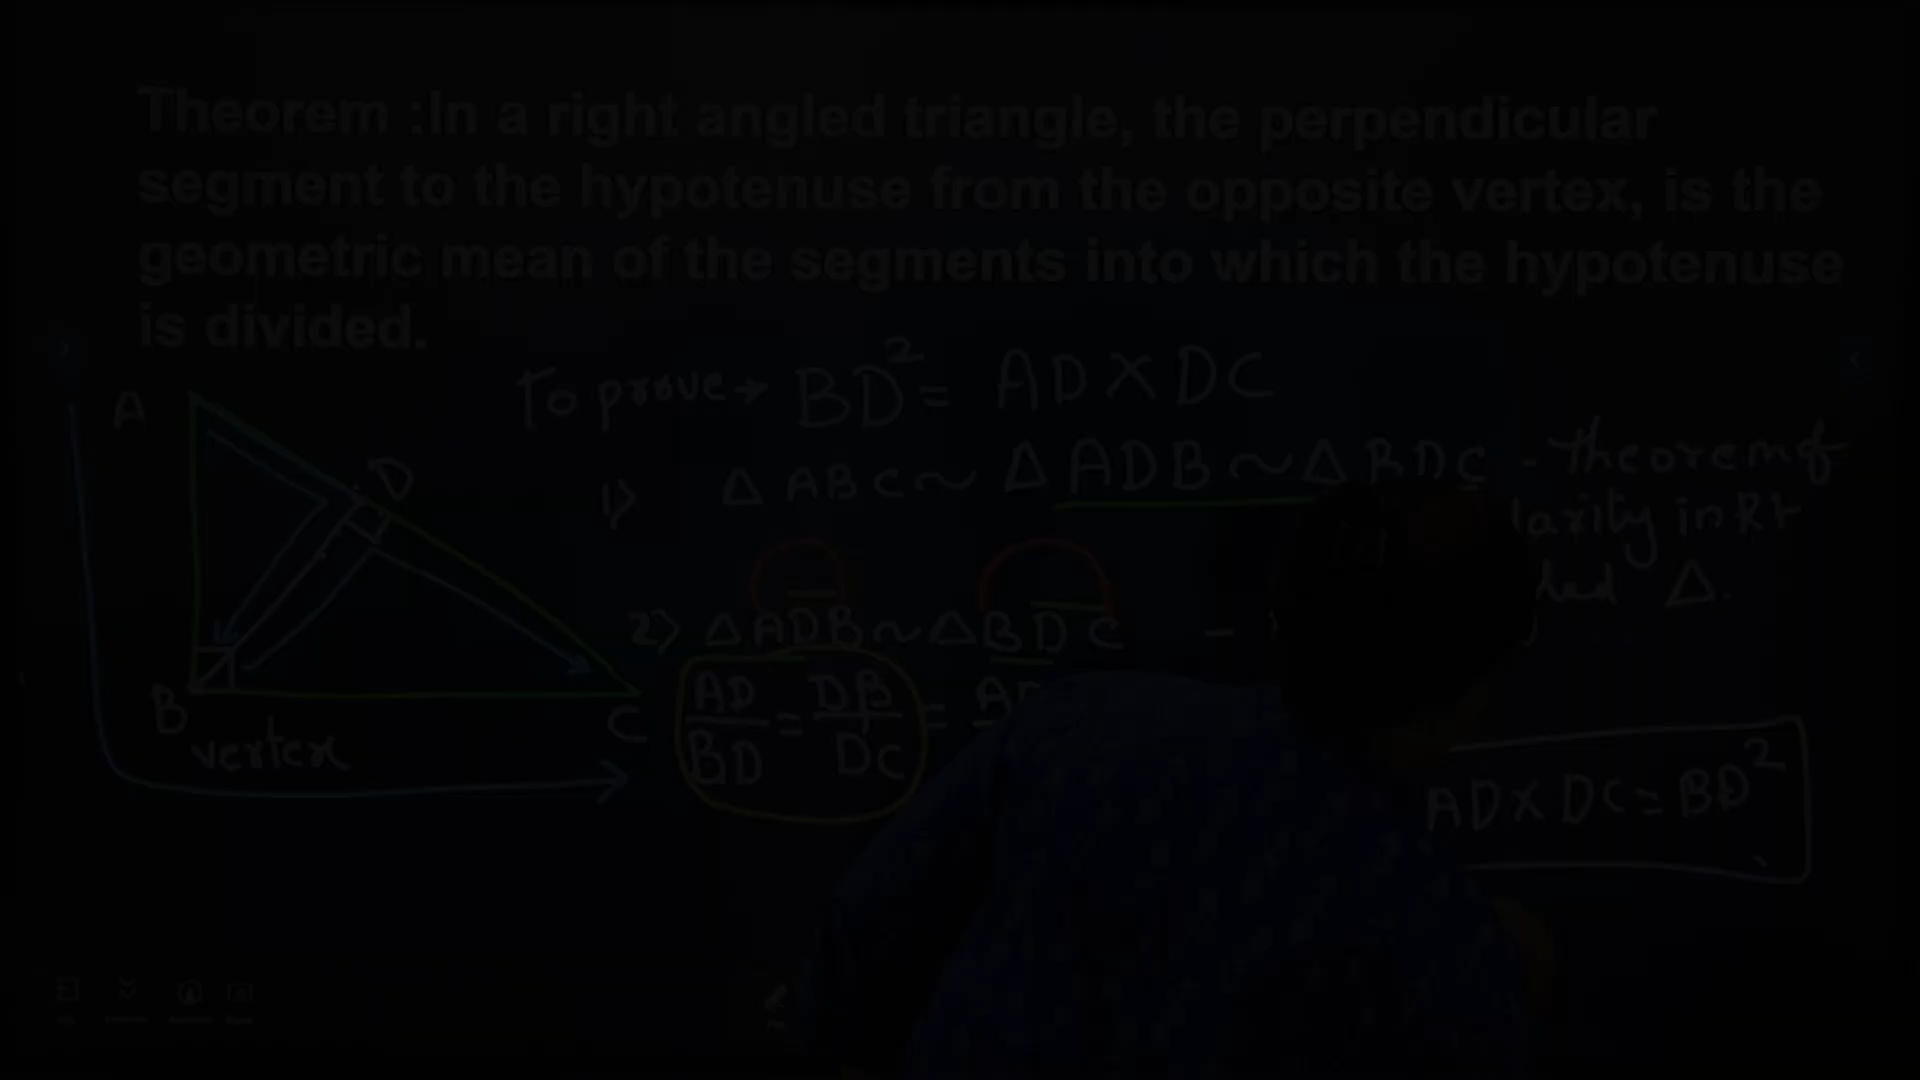 Theorem :In a right angled triangle, the perpendicular
segment to the hypotenuse from the opposite vertex, is the
geometric mean of the segments into which the hypotenuse
is divided.
To prove → BD² = AD X DC
A
D
B
C
vertex
1) △ ABC ~ △ ADB ~ △ BDC - theorem of
larity in Rt
led △.
2) △ ADB ~ △ BDC -
AD/BD = DB/DC =
AD X DC = BD²